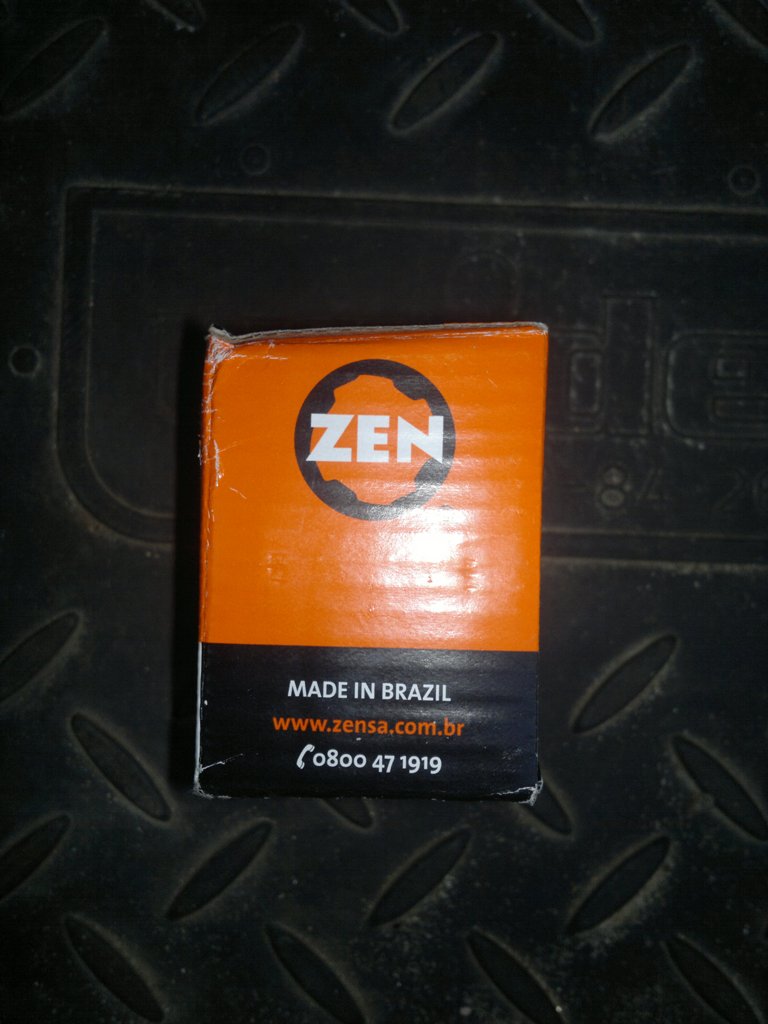 ZEN
MADE IN BRAZIL
www.zensa.com.br
0800 47 1919